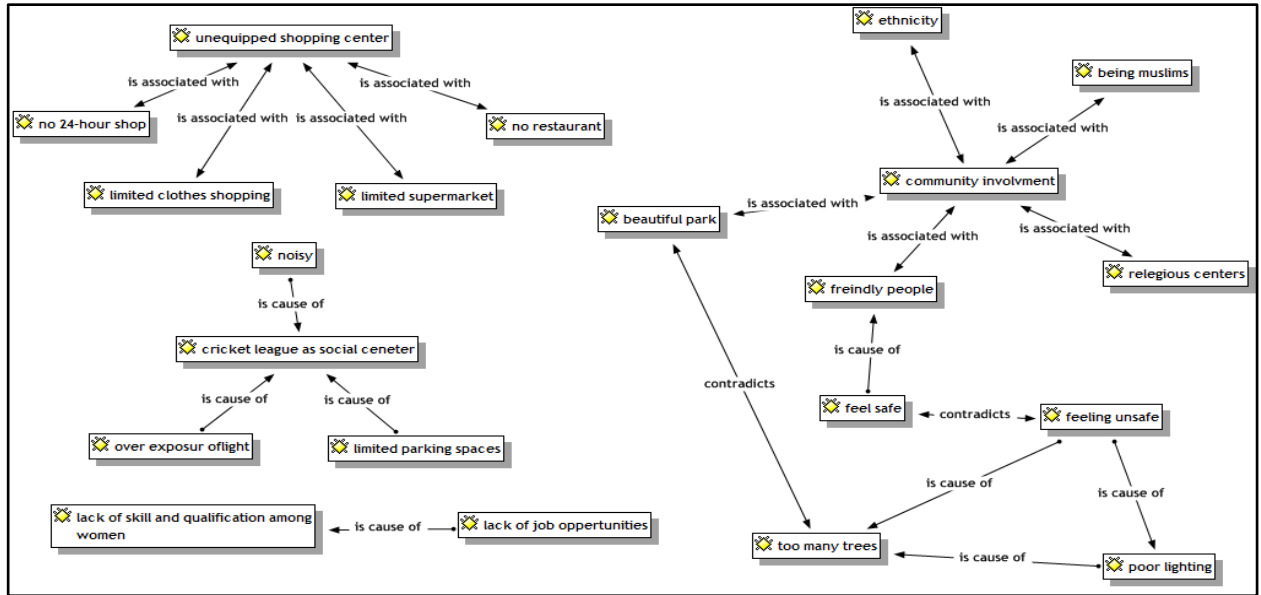 unequipped shopping center
is associated with
is associated with
is associated with
is associated with
no 24-hour shop
no restaurant
limited clothes shopping
limited supermarket
noisy
is cause of
cricket league as social ceneter
is cause of
is cause of
over exposur oflight
limited parking spaces
lack of skill and qualification among
women
is cause of
lack of job oppertunities
ethnicity
being muslims
is associated with
is associated with
community involvment
is associated with
beautiful park
is associated with
is associated with
relegious centers
freindly people
is cause of
contradicts
feel safe
contradicts
feeling unsafe
is cause of
is cause of
too many trees
is cause of
poor lighting